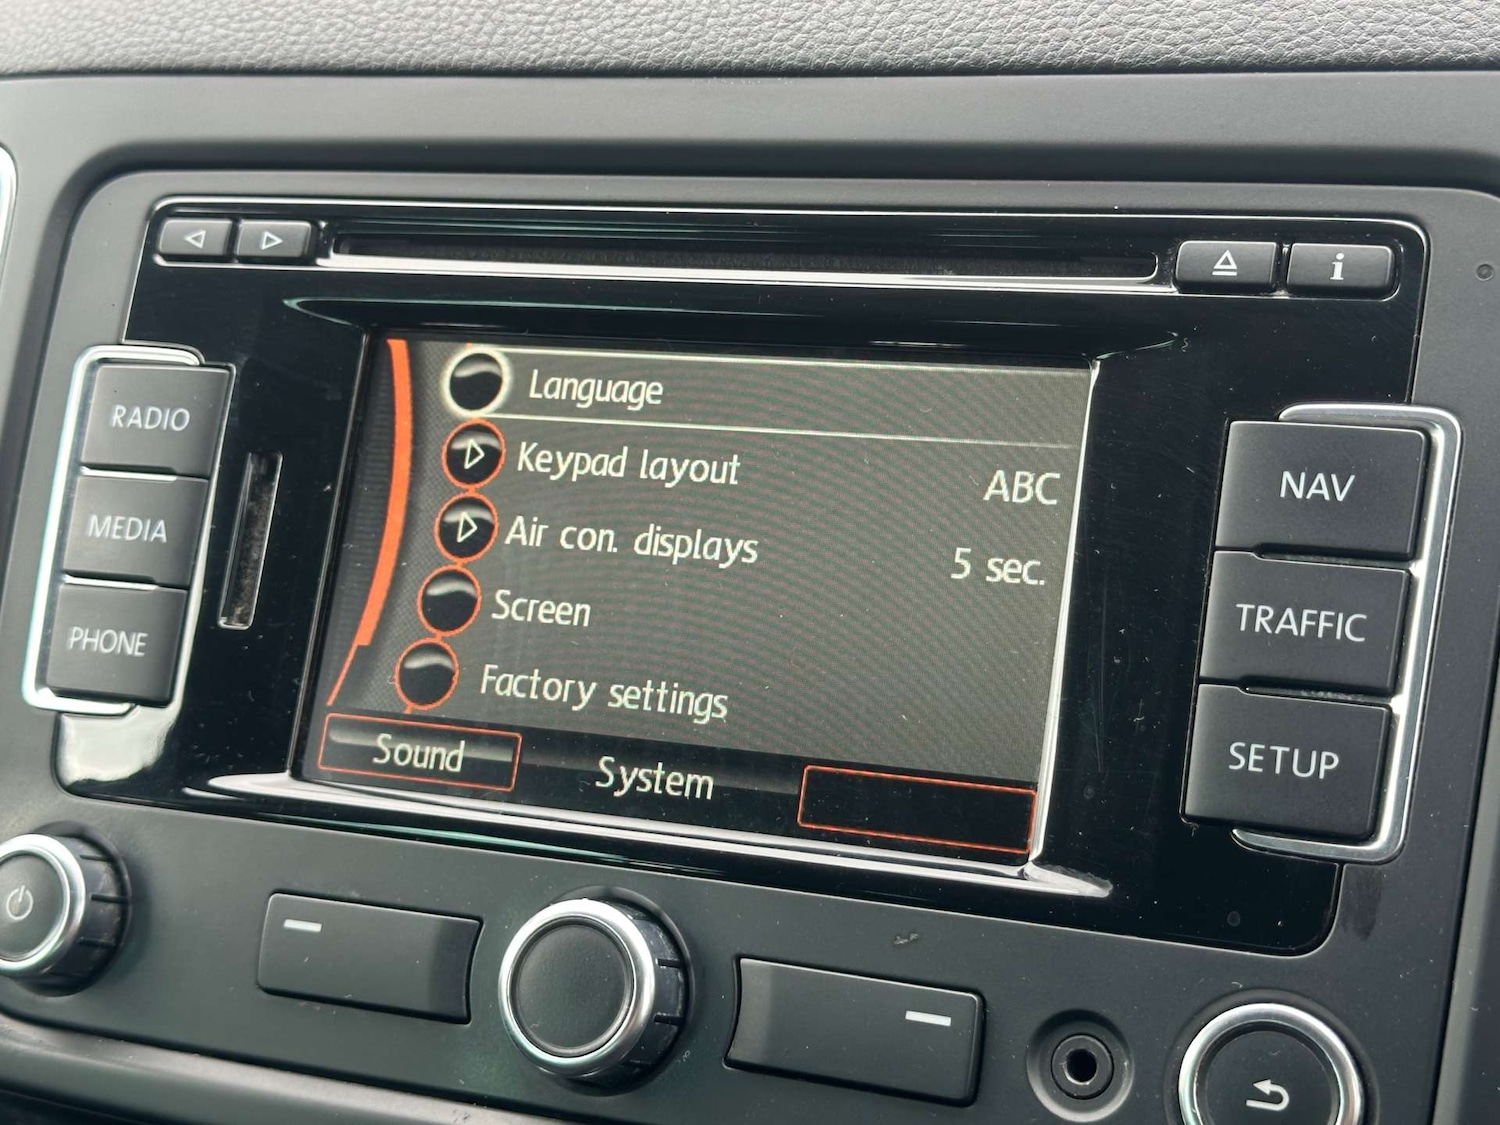 i
RADIO
MEDIA
PHONE
Language
Keypad layout ABC
Air con. displays 5 sec.
Screen
Factory settings
Sound System
NAV
TRAFFIC
SETUP